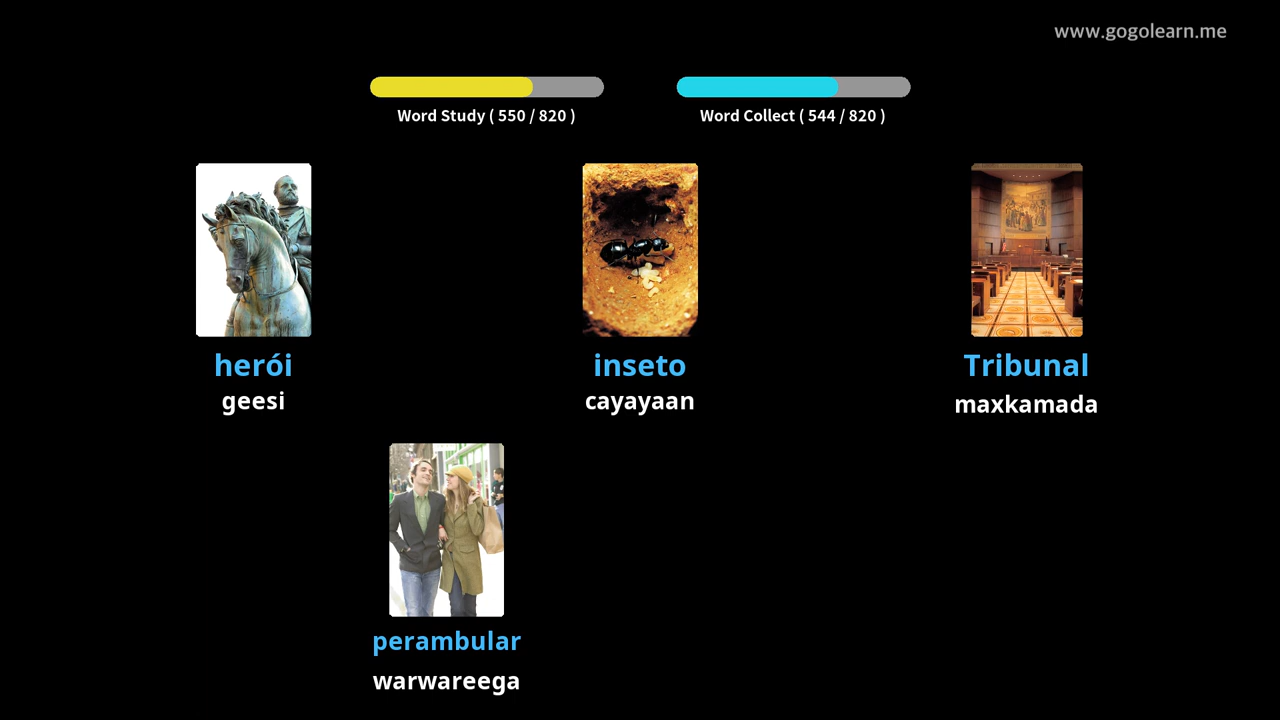 www.gogolearn.me
Word Study ( 550 / 820 )
Word Collect ( 544 / 820 )
herói
geesi
inseto
cayayaan
Tribunal
maxkamada
perambular
warwareega